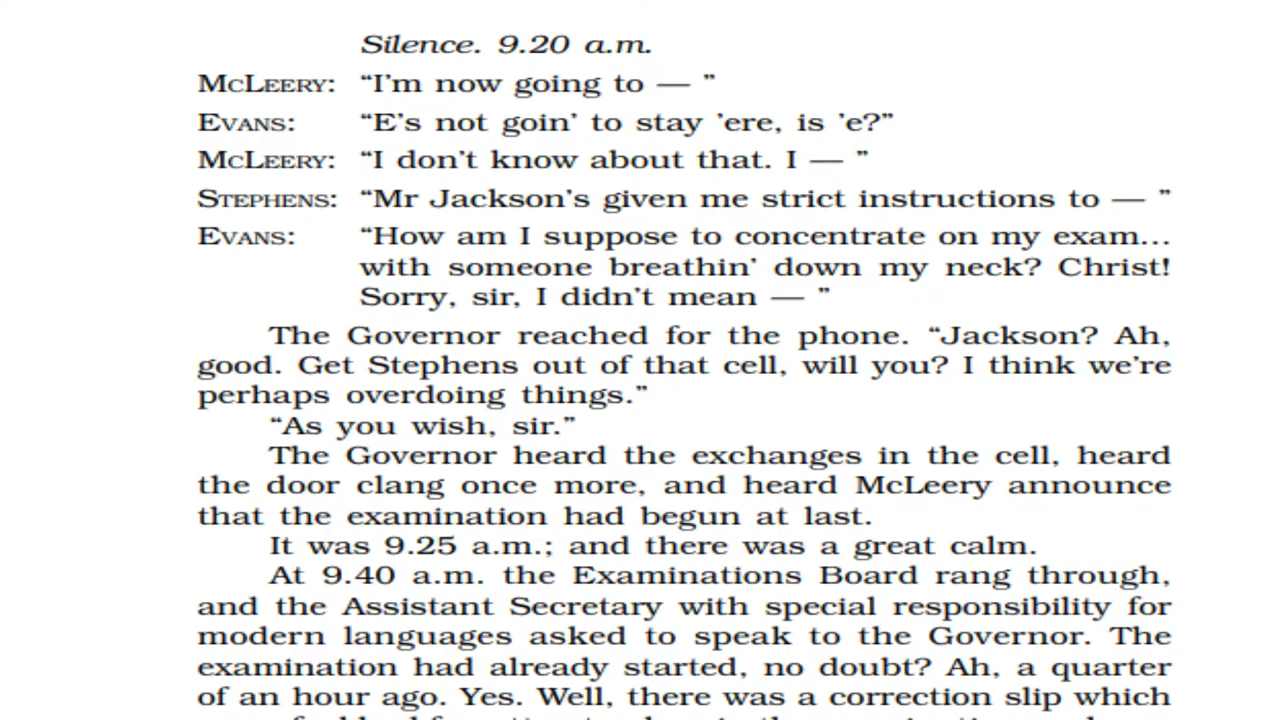 Silence. 9.20 a.m.
MCLEERY: “I’m now going to — ”
EVANS: “E’s not goin’ to stay ’ere, is ’e?”
MCLEERY: “I don’t know about that. I — ”
STEPHENS: “Mr Jackson’s given me strict instructions to — ”
EVANS: “How am I suppose to concentrate on my exam...
with someone breathin’ down my neck? Christ!
Sorry, sir, I didn’t mean — ”
The Governor reached for the phone. “Jackson? Ah,
good. Get Stephens out of that cell, will you? I think we’re
perhaps overdoing things.”
“As you wish, sir.”
The Governor heard the exchanges in the cell, heard
the door clang once more, and heard McLeery announce
that the examination had begun at last.
It was 9.25 a.m.; and there was a great calm.
At 9.40 a.m. the Examinations Board rang through,
and the Assistant Secretary with special responsibility for
modern languages asked to speak to the Governor. The
examination had already started, no doubt? Ah, a quarter
of an hour ago. Yes. Well, there was a correction slip which